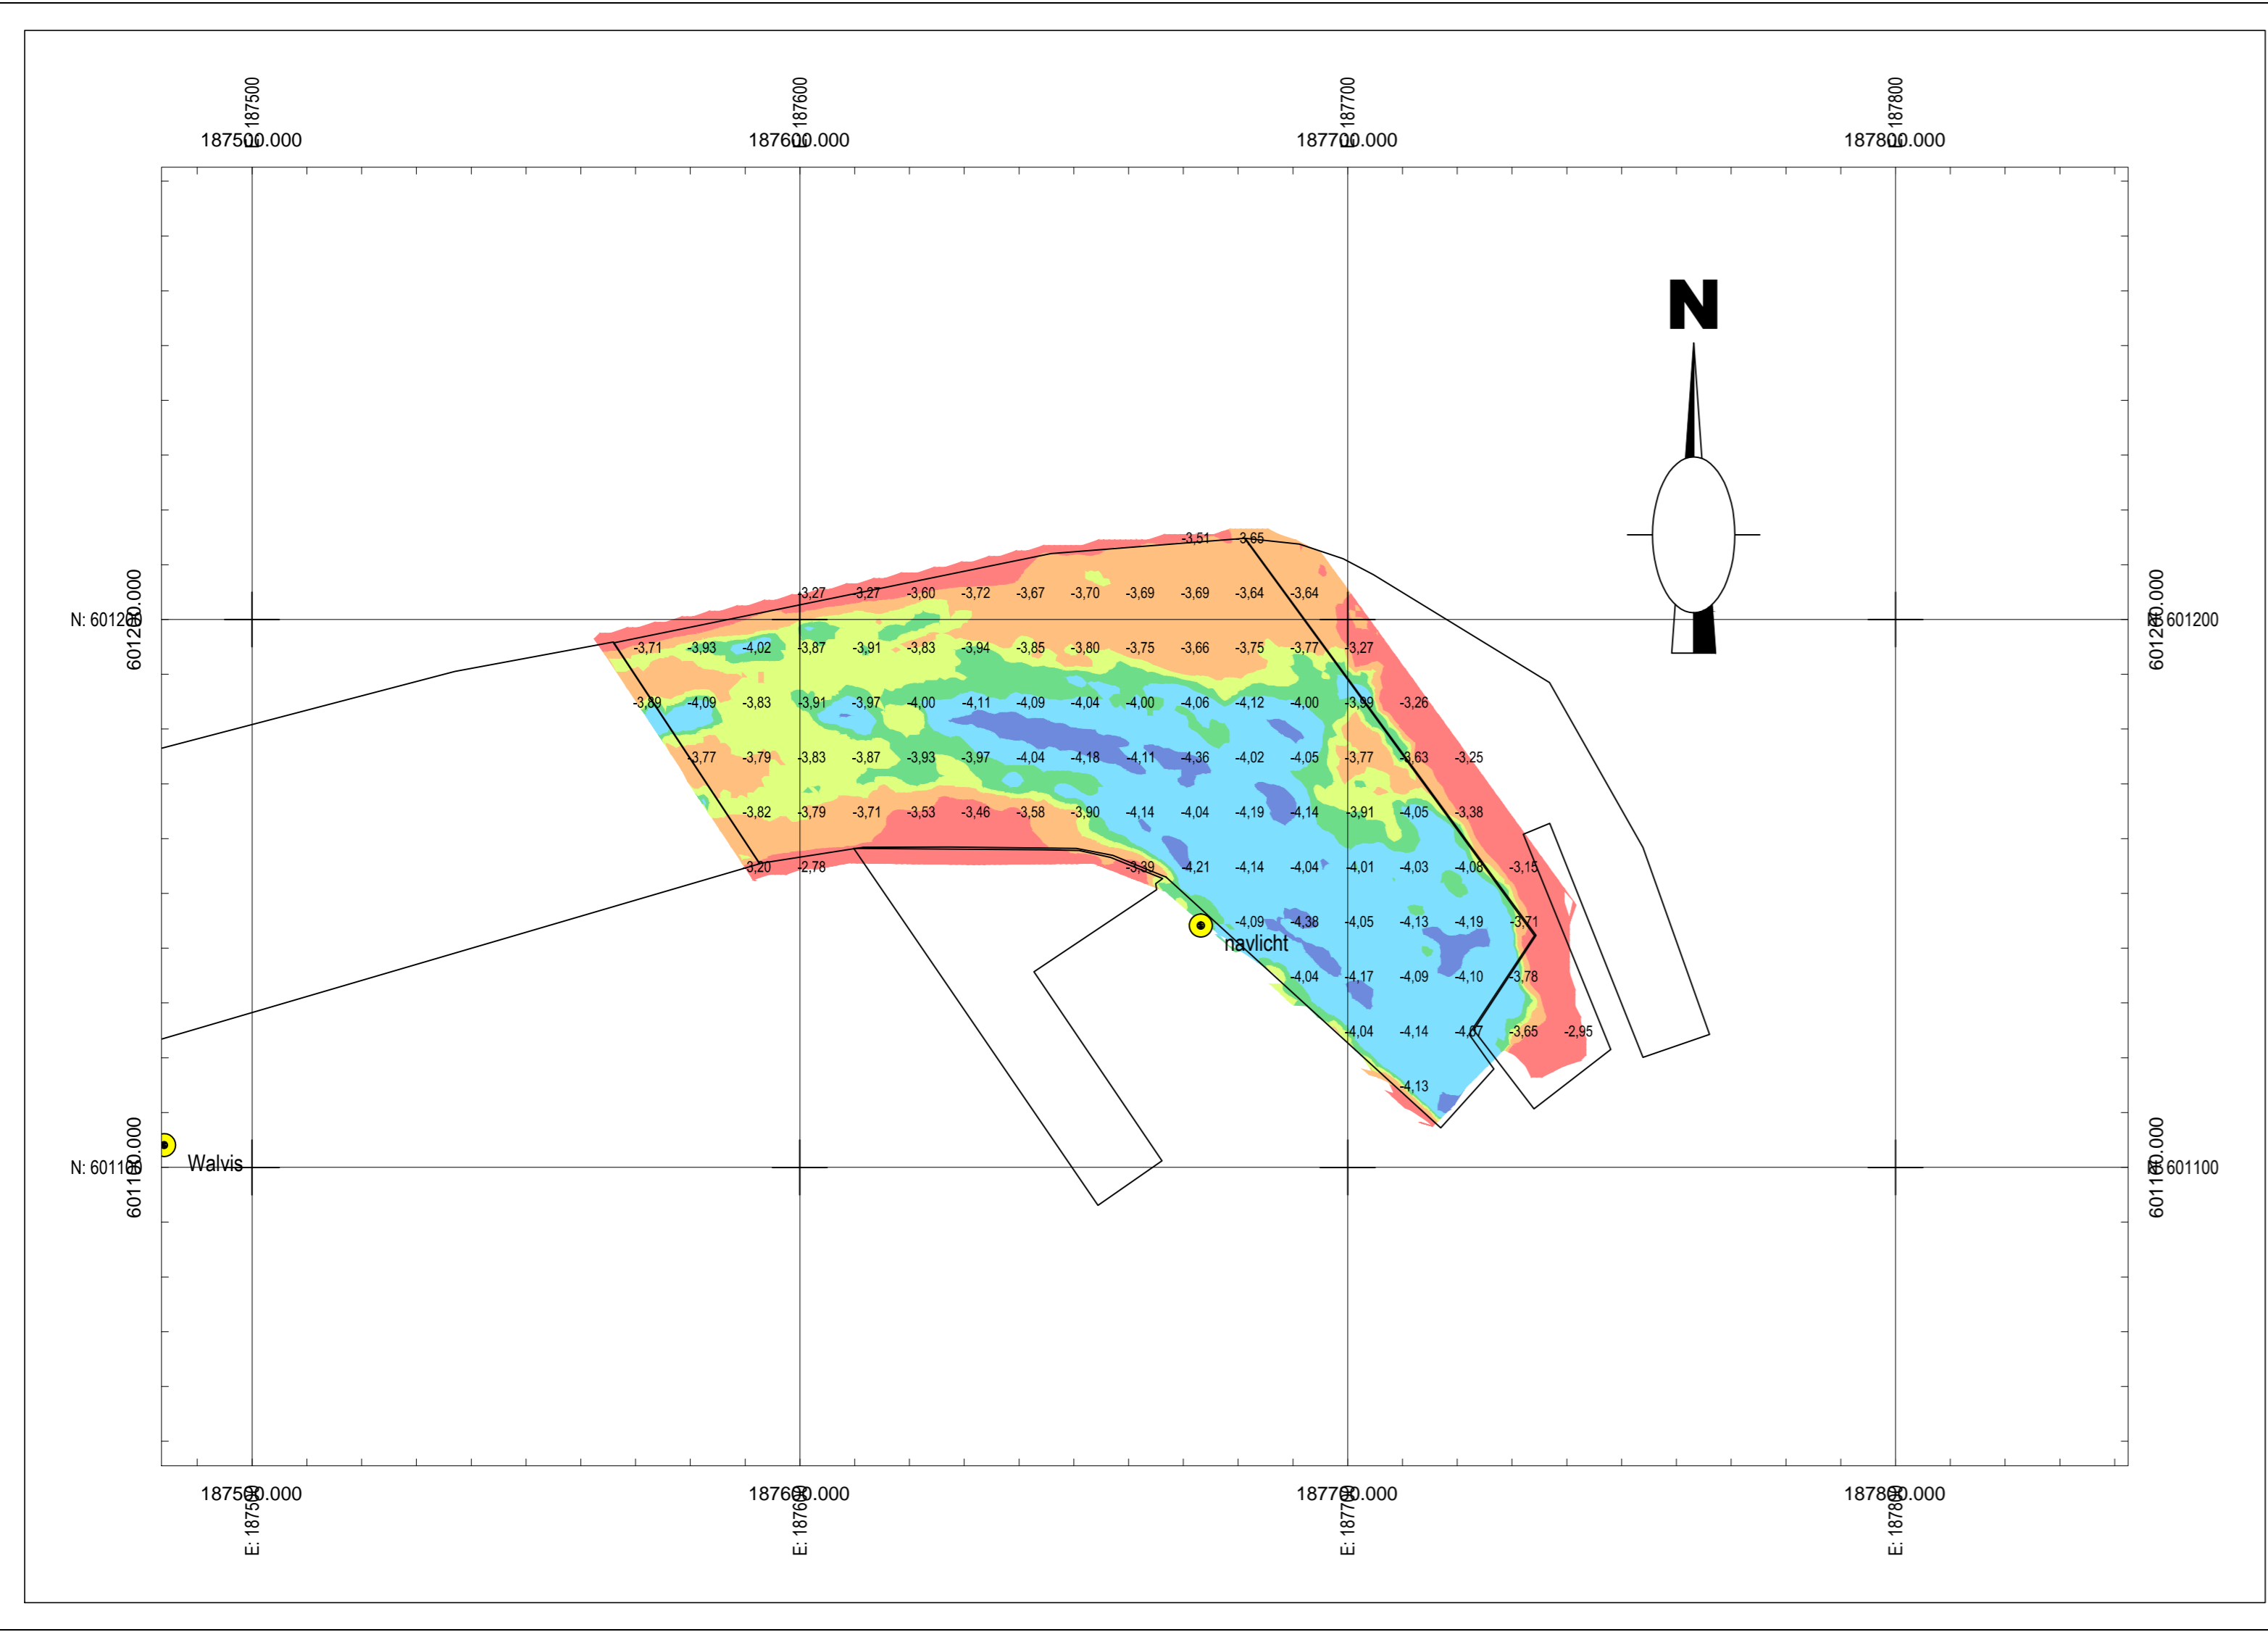 E: 187500 E: 187600 E: 187700 E: 187800
187500.000 187600.000 187700.000 187800.000
N
-3,51 -3,65
-3,27 -3,27 -3,60 -3,72 -3,67 -3,70 -3,69 -3,69 -3,64 -3,64
N: 601200 601200.000 601200.000 N: 601200
-3,71 -3,93 -4,02 -3,87 -3,91 -3,83 -3,94 -3,85 -3,80 -3,75 -3,66 -3,75 -3,77 -3,27
-3,89 -4,09 -3,83 -3,91 -3,97 -4,00 -4,11 -4,09 -4,04 -4,00 -4,06 -4,12 -4,00 -3,99 -3,26
-3,77 -3,79 -3,83 -3,87 -3,93 -3,97 -4,04 -4,18 -4,11 -4,36 -4,02 -4,05 -3,77 -3,63 -3,25
-3,82 -3,79 -3,71 -3,53 -3,46 -3,58 -3,90 -4,14 -4,04 -4,19 -4,14 -3,91 -4,05 -3,38
-3,20 -2,78 -3,39 -4,21 -4,14 -4,04 -4,01 -4,03 -4,08 -3,15
-4,09 -4,38 -4,05 -4,13 -4,19 -3,71
navlicht
-4,04 -4,17 -4,09 -4,10 -3,78
-4,04 -4,14 -4,07 -3,65 -2,95
-4,13
Walvis
N: 601100 601100.000 601100.000 N: 601100
187500.000 187600.000 187700.000 187800.000
E: 187500 E: 187600 E: 187700 E: 187800